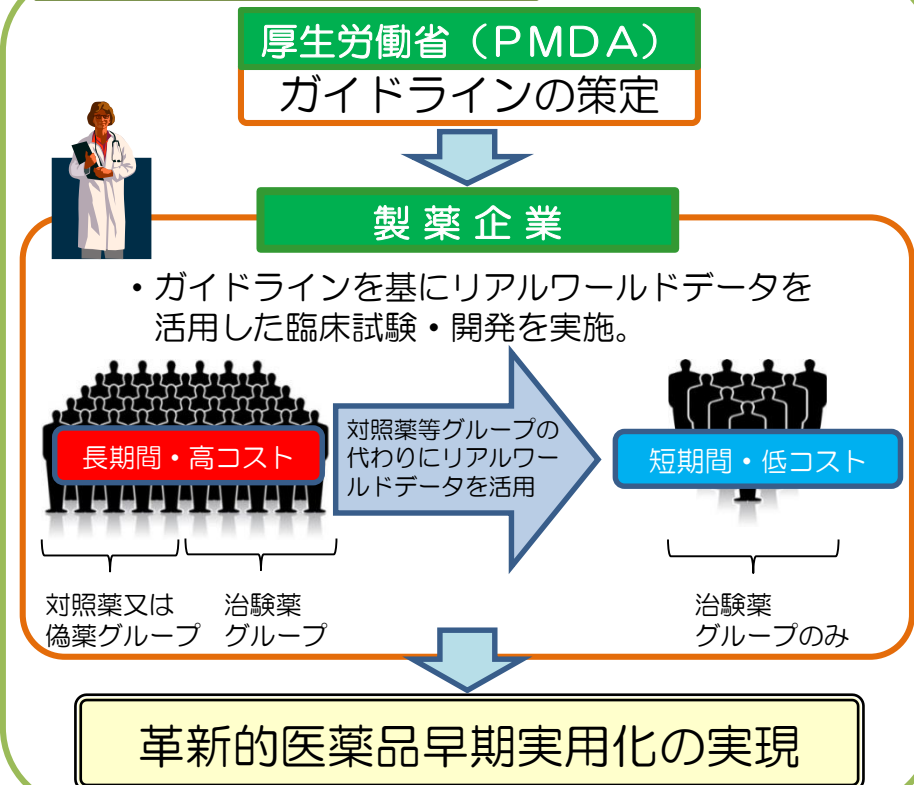 厚生労働省（PMDA）
ガイドラインの策定
製薬企業
・ガイドラインを基にリアルワールドデータを
活用した臨床試験・開発を実施。
長期間・高コスト
対照薬等グループの
代わりにリアルワー
ルドデータを活用
短期間・低コスト
対照薬又は
偽薬グループ
治験薬
グループ
治験薬
グループのみ
革新的医薬品早期実用化の実現